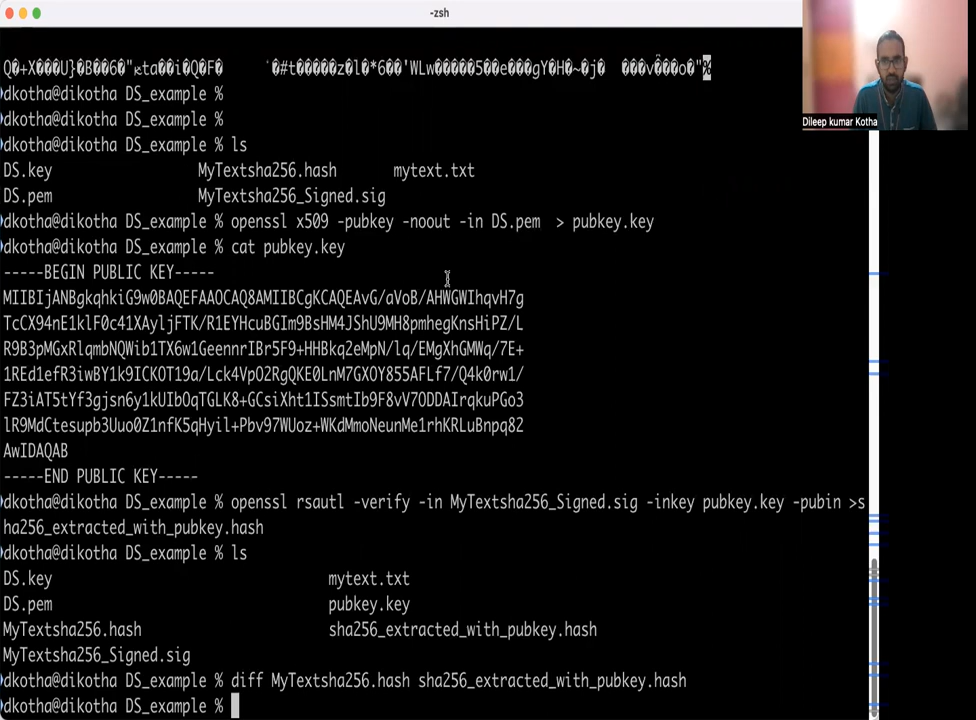 -zsh
Dileep kumar Kotha
dkotha@dikotha DS_example %
dkotha@dikotha DS_example %
dkotha@dikotha DS_example % ls
DS.key MyTextsha256.hash mytext.txt
DS.pem MyTextsha256_Signed.sig
dkotha@dikotha DS_example % openssl x509 -pubkey -noout -in DS.pem > pubkey.key
dkotha@dikotha DS_example % cat pubkey.key
-----BEGIN PUBLIC KEY-----
MIIBIjANBgkqhkiG9w0BAQEFAAOCAQ8AMIIBCgKCAQEAvG/aVoB/AHWGWIhqvH7g
TcCX94nE1klF0c41XAyljFTK/R1EYHcuBGIm9BsHM4JShU9MH8pmhegKnsHiPZ/L
R9B3pMGxRlqmbNQWib1TX6w1GeennrIBr5F9+HHBkq2eMpN/lq/EMgXhGMWq/7E+
1REd1efR3iwBY1k9ICKOT19a/Lck4VpO2RgQKE0LnM7GXOY855AFLf7/Q4k0rw1/
FZ3iAT5tYf3gjsn6y1kUIbOqTGLK8+GCsiXht1ISsmtIb9F8vV7ODDAIrqkuPGo3
lR9MdCtesupb3Uuo0Z1nfK5qHyil+Pbv97WUoz+WKdMmoNeunMe1rhKRLuBnpq82
AwIDAQAB
-----END PUBLIC KEY-----
dkotha@dikotha DS_example % openssl rsautl -verify -in MyTextsha256_Signed.sig -inkey pubkey.key -pubin >s
ha256_extracted_with_pubkey.hash
dkotha@dikotha DS_example % ls
DS.key mytext.txt
DS.pem pubkey.key
MyTextsha256.hash sha256_extracted_with_pubkey.hash
MyTextsha256_Signed.sig
dkotha@dikotha DS_example % diff MyTextsha256.hash sha256_extracted_with_pubkey.hash
dkotha@dikotha DS_example %